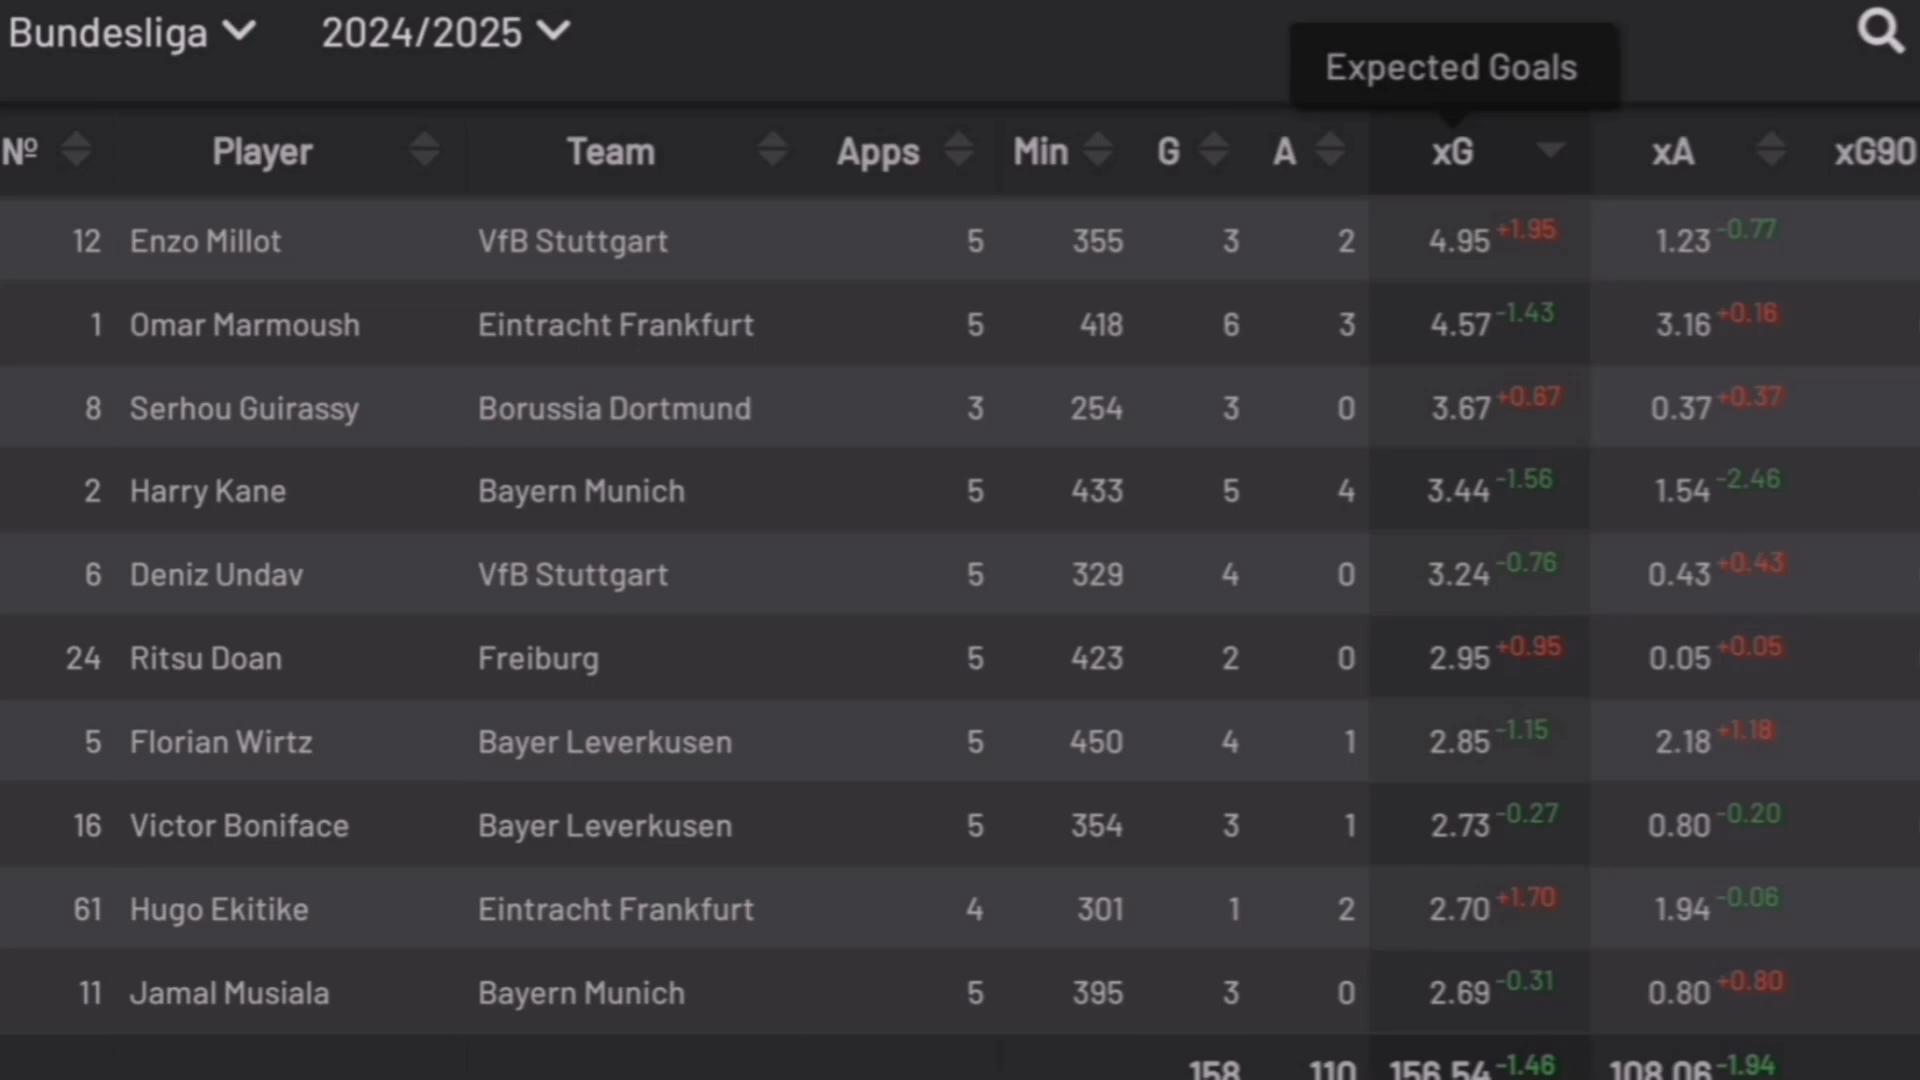 Bundesliga 2024/2025
Expected Goals
Nº Player Team Apps Min G A xG xA xG90
12 Enzo Millot VfB Stuttgart 5 355 3 2 4.95 +1.95 1.23 -0.77
1 Omar Marmoush Eintracht Frankfurt 5 418 6 3 4.57 -1.43 3.16 +0.16
8 Serhou Guirassy Borussia Dortmund 3 254 3 0 3.67 +0.67 0.37 +0.37
2 Harry Kane Bayern Munich 5 433 5 4 3.44 -1.56 1.54 -2.46
6 Deniz Undav VfB Stuttgart 5 329 4 0 3.24 -0.76 0.43 +0.43
24 Ritsu Doan Freiburg 5 423 2 0 2.95 +0.95 0.05 +0.05
5 Florian Wirtz Bayer Leverkusen 5 450 4 1 2.85 -1.15 2.18 +1.18
16 Victor Boniface Bayer Leverkusen 5 354 3 1 2.73 -0.27 0.80 -0.20
61 Hugo Ekitike Eintracht Frankfurt 4 301 1 2 2.70 +1.70 1.94 -0.06
11 Jamal Musiala Bayern Munich 5 395 3 0 2.69 -0.31 0.80 +0.80
158 110 156.54 -1.46 108.06 -1.94